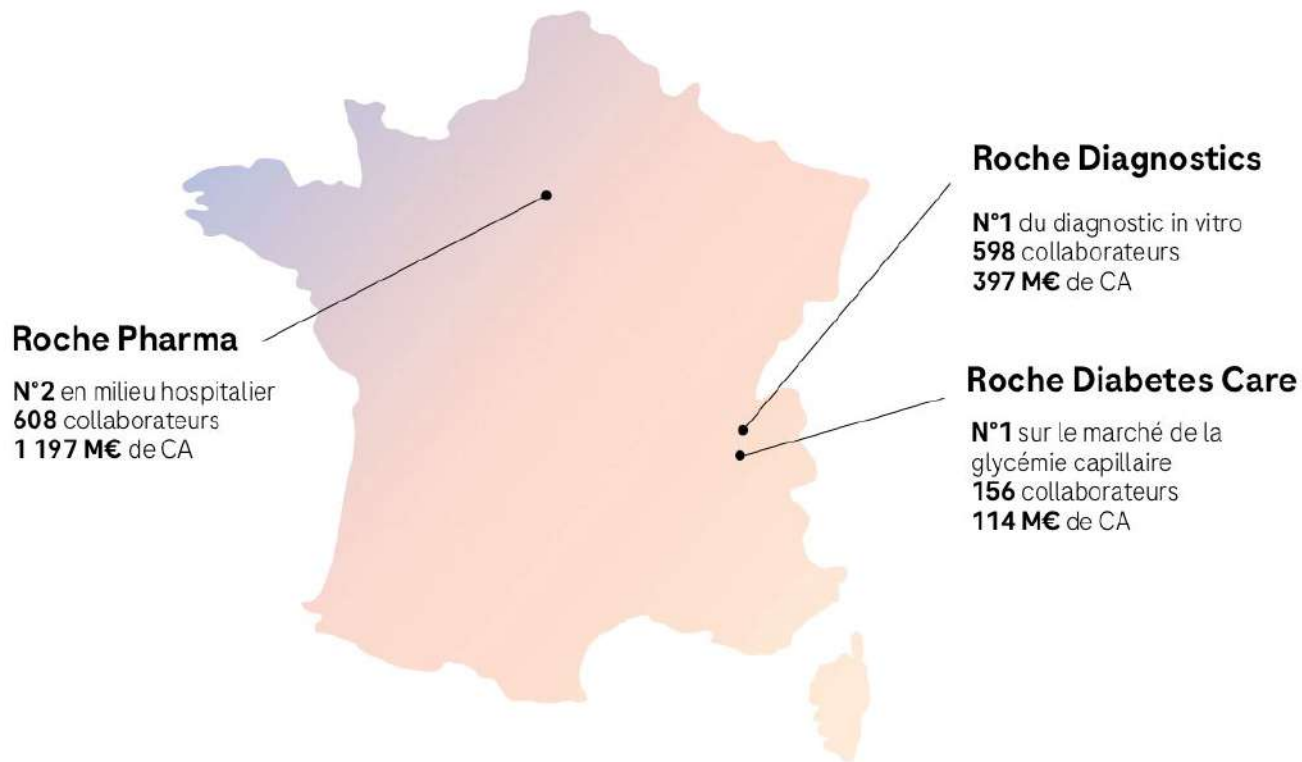 Roche Pharma
N°2 en milieu hospitalier
608 collaborateurs
1 197 M€ de CA
Roche Diagnostics
N°1 du diagnostic in vitro
598 collaborateurs
397 M€ de CA
Roche Diabetes Care
N°1 sur le marché de la
glycémie capillaire
156 collaborateurs
114 M€ de CA